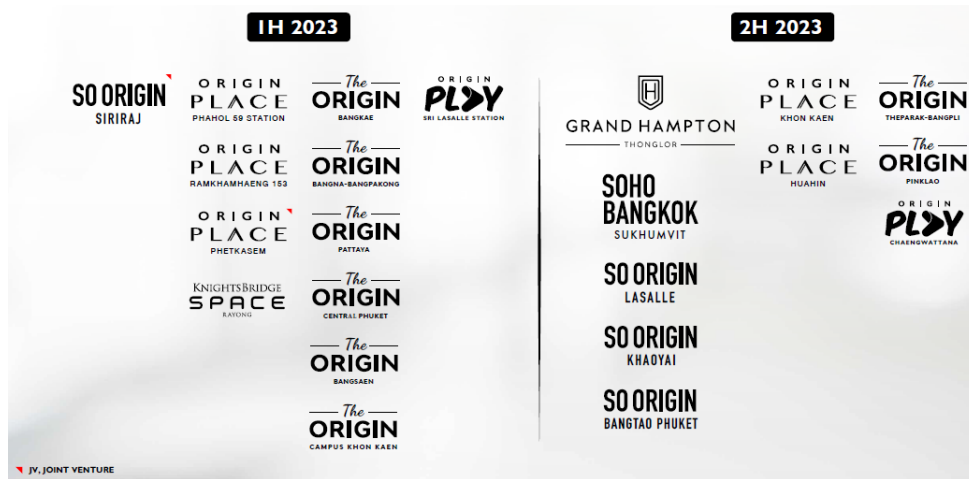 1H 2023
SO ORIGIN
SIRIRAJ
ORIGIN
PLACE
PHAHOL 59 STATION
ORIGIN
PLACE
RAMKHAMHAENG 153
ORIGIN
PLACE
PHETKASEM
KNIGHTSBRIDGE
SPACE
RAYONG
The
ORIGIN
BANGKAE
The
ORIGIN
BANGNA-BANGPAKONG
The
ORIGIN
PATTAYA
The
ORIGIN
CENTRAL PHUKET
The
ORIGIN
BANGSAEN
The
ORIGIN
CAMPUS KHON KAEN
ORIGIN
PLAY
SRI LASALLE STATION
2H 2023
H
GRAND HAMPTON
THONGLOR
SOHO
BANGKOK
SUKHUMVIT
SO ORIGIN
LASALLE
SO ORIGIN
KHAOYAI
SO ORIGIN
BANGTAO PHUKET
ORIGIN
PLACE
KHON KAEN
ORIGIN
PLACE
HUAHIN
The
ORIGIN
THEPARAK-BANGPLI
The
ORIGIN
PINKLAO
ORIGIN
PLAY
CHAENGWATTANA
JV, JOINT VENTURE